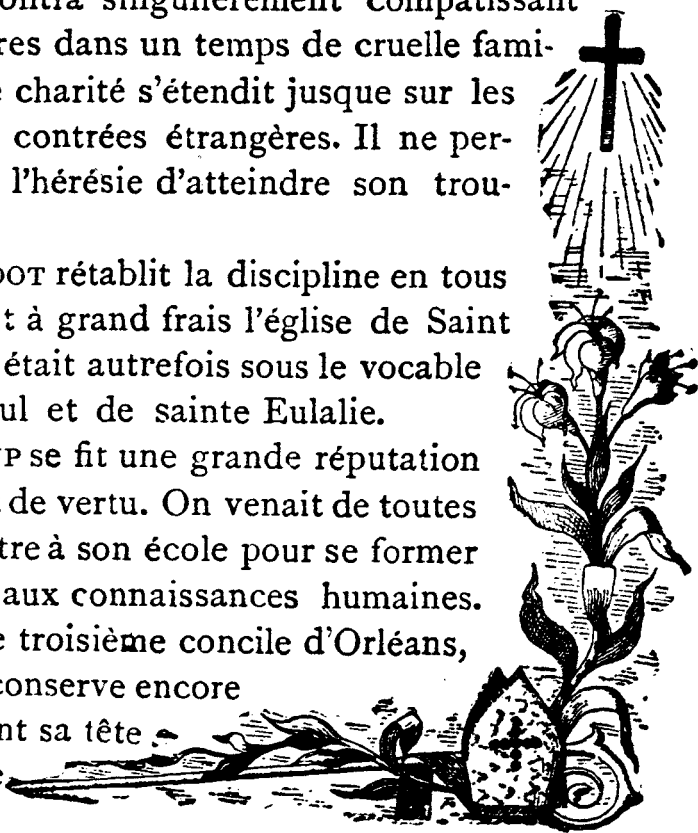 singulièrement compatissant
dans un temps de cruelle fami-
charité s'étendit jusque sur les
contrées étrangères. Il ne per-
l'hérésie d'atteindre son trou-
rétablit la discipline en tous
t à grand frais l'église de Saint
était autrefois sous le vocable
ul et de sainte Eulalie.
se fit une grande réputation
de vertu. On venait de toutes
tre à son école pour se former
aux connaissances humaines.
troisième concile d'Orléans,
conserve encore
nt sa tête